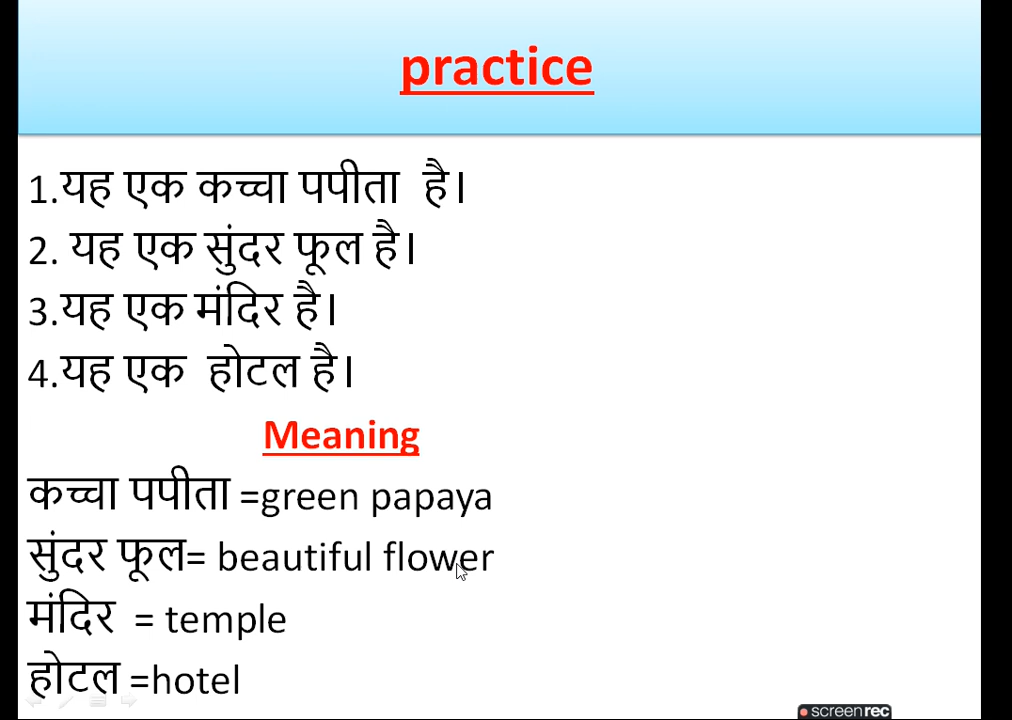 practice
1.यह एक कच्चा पपीता है।
2. यह एक सुंदर फूल है।
3.यह एक मंदिर है।
4.यह एक होटल है।
Meaning
कच्चा पपीता =green papaya
सुंदर फूल= beautiful flower
मंदिर = temple
होटल =hotel
screenrec